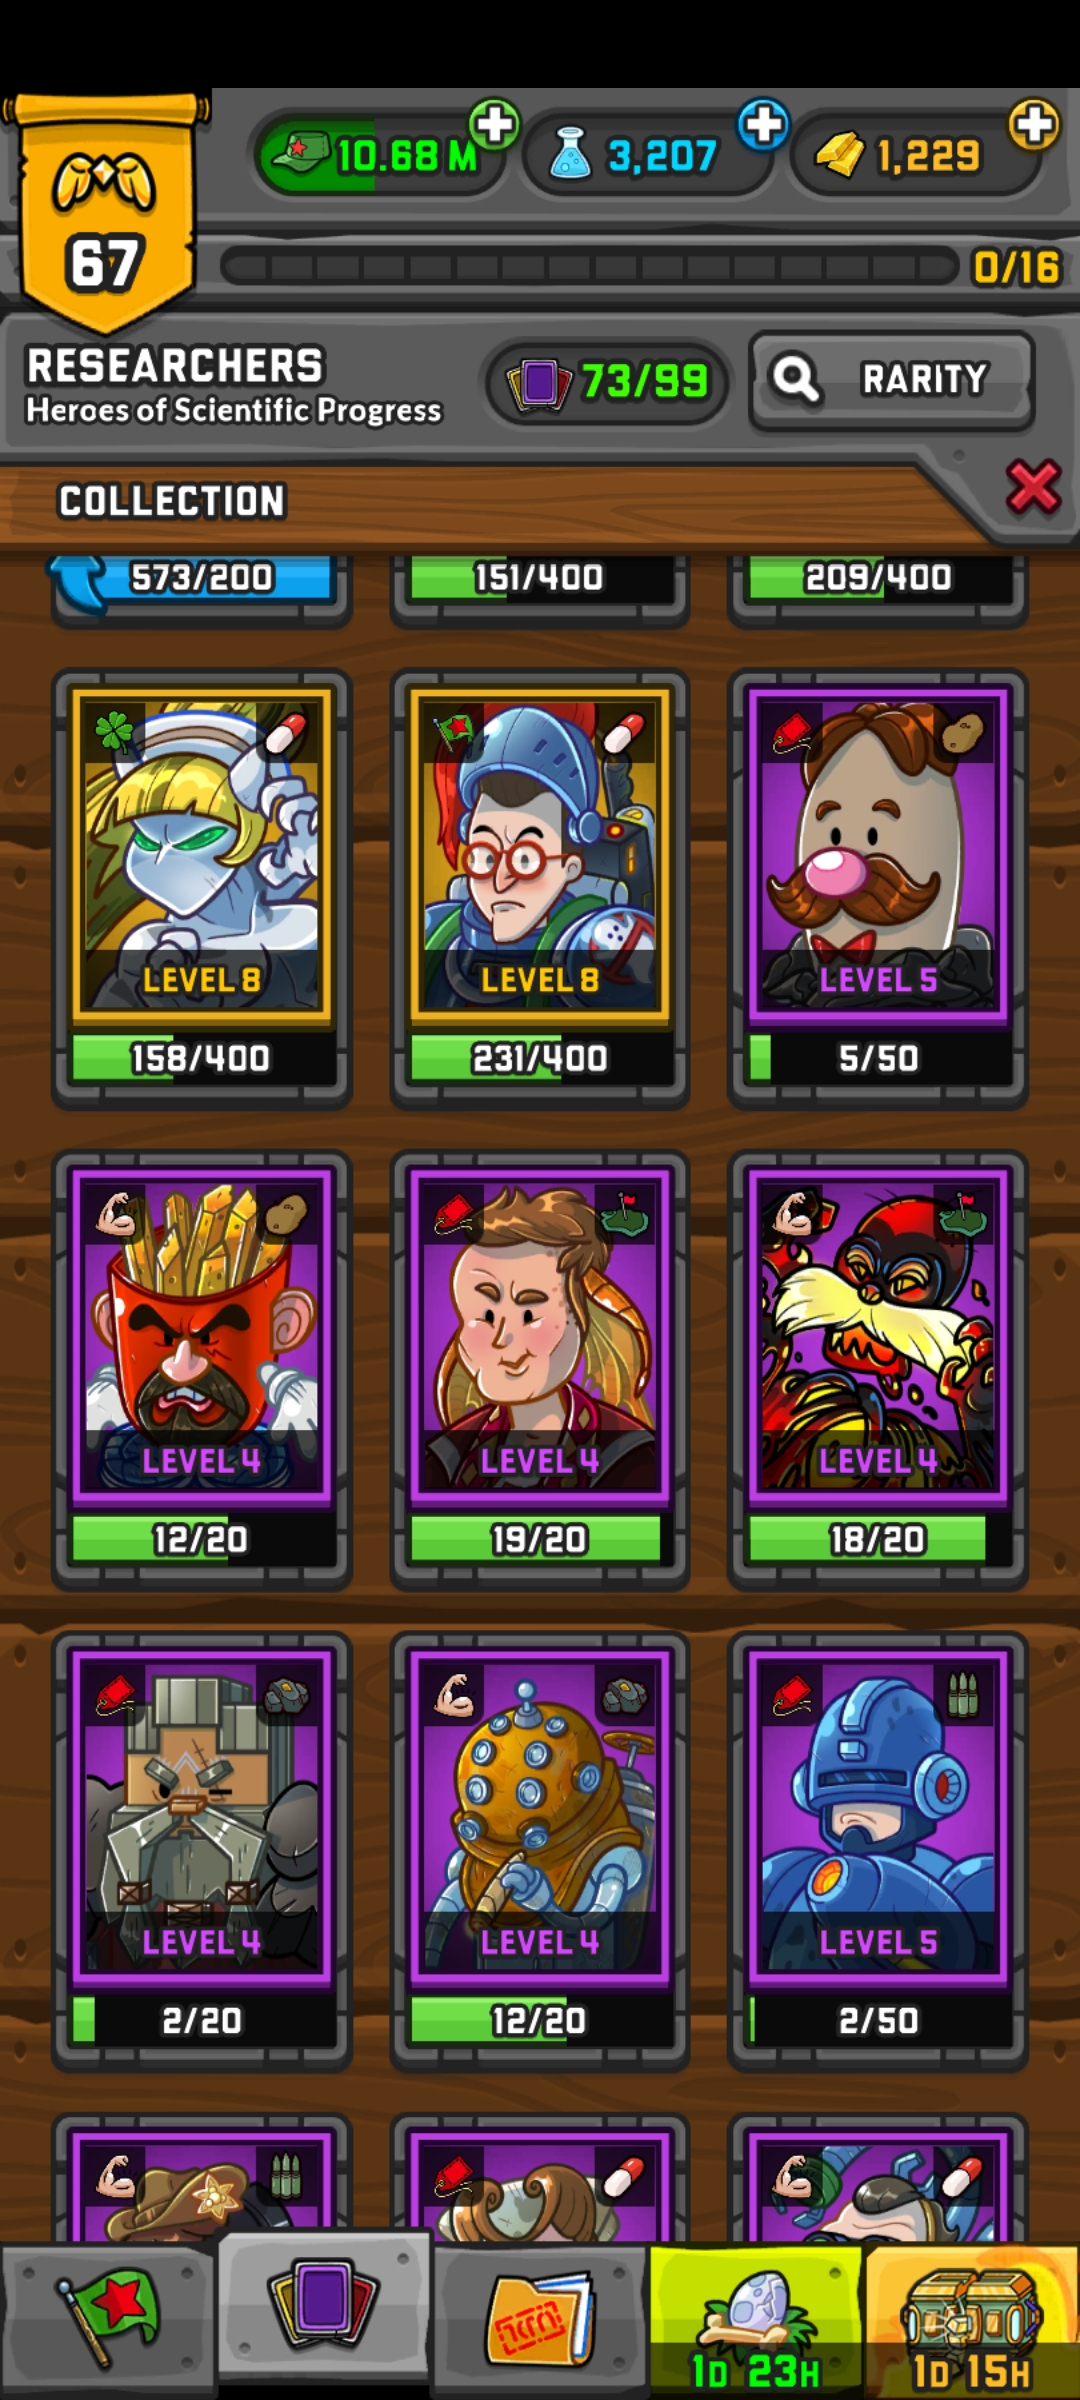 10.68 M
3,207
1,229
67
0/16
RESEARCHERS
Heroes of Scientific Progress
73/99
RARITY
COLLECTION
573/200
151/400
209/400
LEVEL 8
LEVEL 8
LEVEL 5
158/400
231/400
5/50
LEVEL 4
LEVEL 4
LEVEL 4
12/20
19/20
18/20
LEVEL 4
LEVEL 4
LEVEL 5
2/20
12/20
2/50
1D 23H
1D 15H